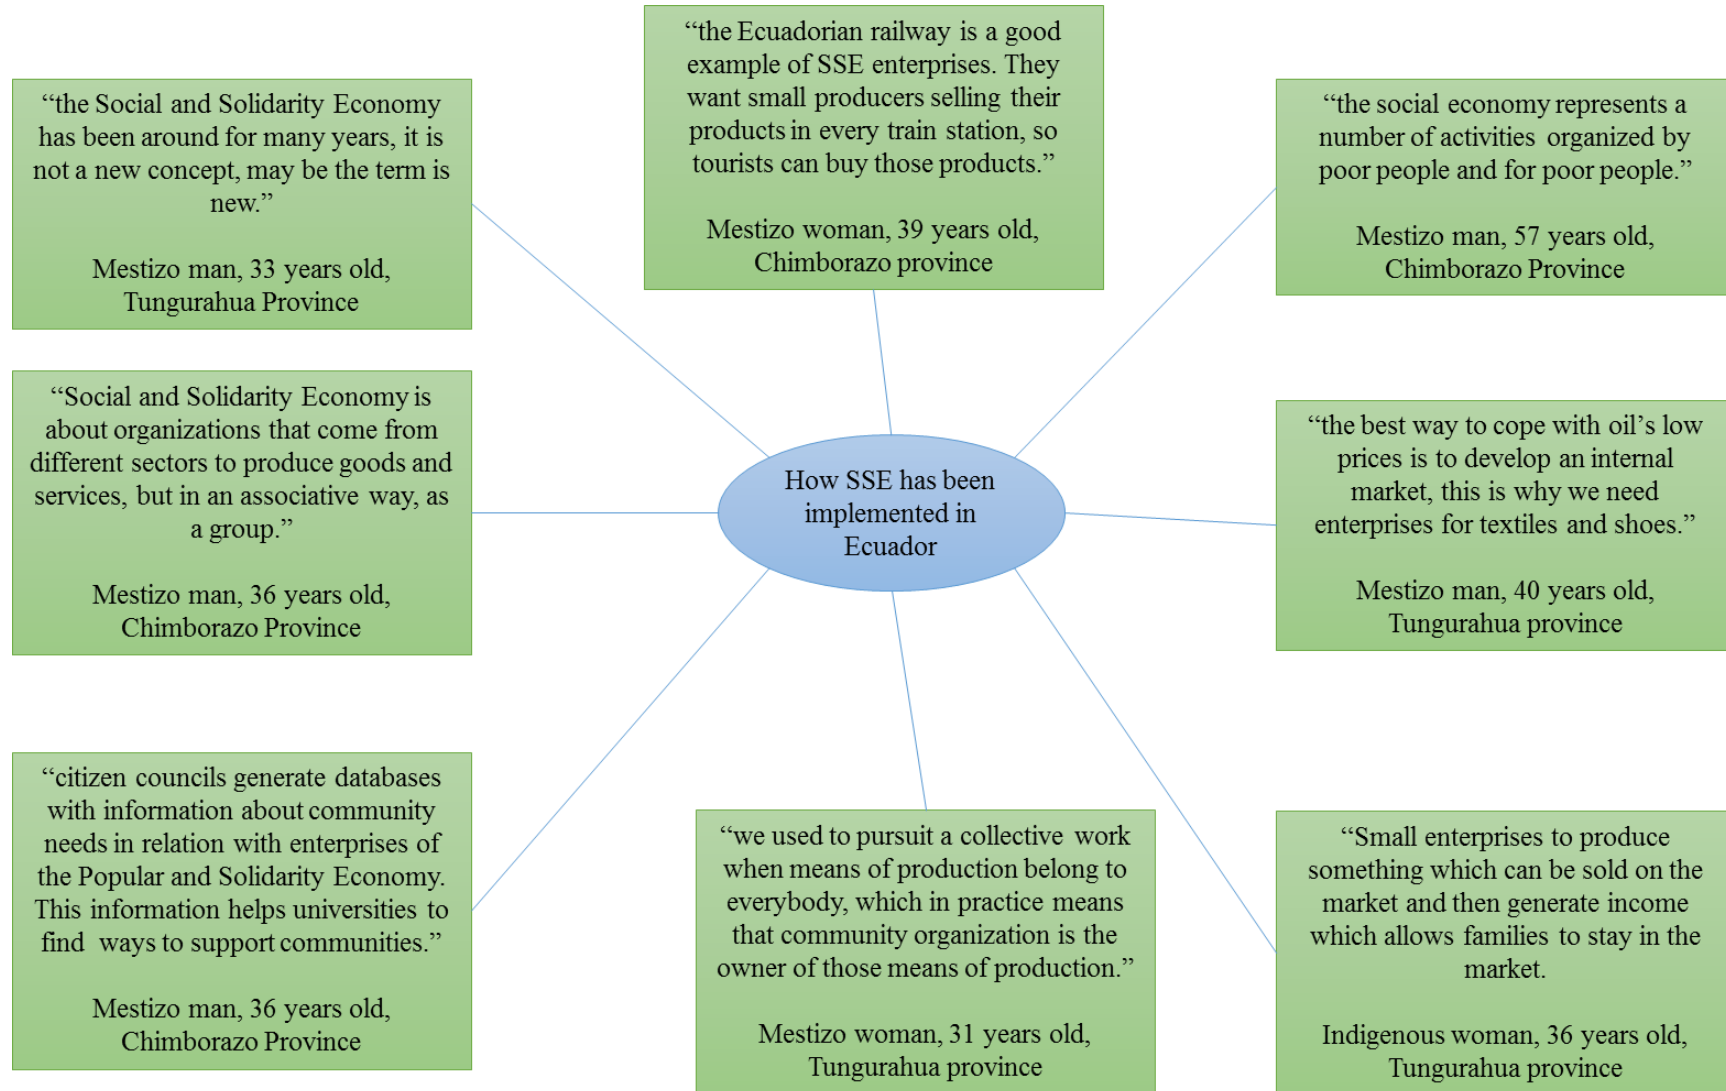 “the Ecuadorian railway is a good
example of SSE enterprises. They
want small producers selling their
products in every train station, so
tourists can buy those products.”
Mestizo woman, 39 years old,
Chimborazo province
“the Social and Solidarity Economy
has been around for many years, it is
not a new concept, may be the term is
new.”
Mestizo man, 33 years old,
Tungurahua Province
“the social economy represents a
number of activities organized by
poor people and for poor people.”
Mestizo man, 57 years old,
Chimborazo Province
“Social and Solidarity Economy is
about organizations that come from
different sectors to produce goods and
services, but in an associative way, as
a group.”
Mestizo man, 36 years old,
Chimborazo Province
How SSE has been
implemented in
Ecuador
“the best way to cope with oil’s low
prices is to develop an internal
market, this is why we need
enterprises for textiles and shoes.”
Mestizo man, 40 years old,
Tungurahua province
“citizen councils generate databases
with information about community
needs in relation with enterprises of
the Popular and Solidarity Economy.
This information helps universities to
find ways to support communities.”
Mestizo man, 36 years old,
Chimborazo Province
“we used to pursuit a collective work
when means of production belong to
everybody, which in practice means
that community organization is the
owner of those means of production.”
Mestizo woman, 31 years old,
Tungurahua province
“Small enterprises to produce
something which can be sold on the
market and then generate income
which allows families to stay in the
market.
Indigenous woman, 36 years old,
Tungurahua province